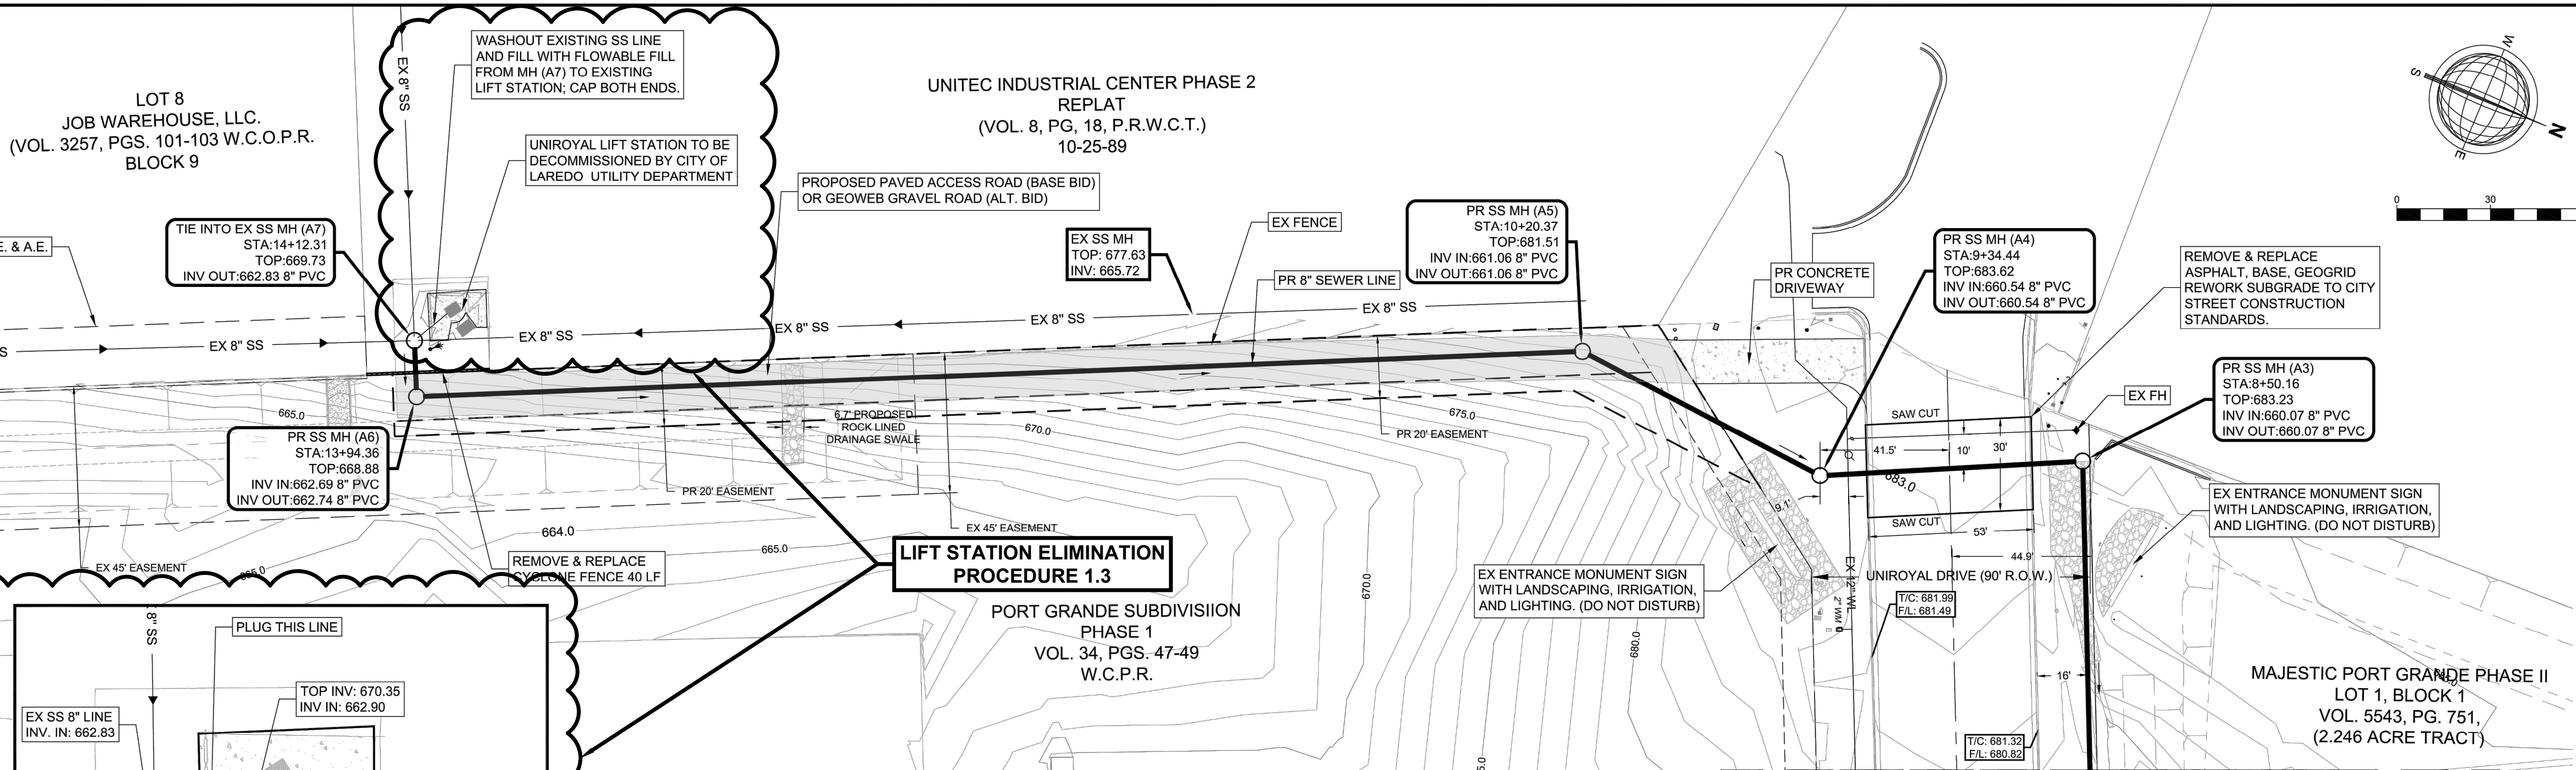 LOT 8
JOB WAREHOUSE, LLC.
(VOL. 3257, PGS. 101-103 W.C.O.P.R.
BLOCK 9
E. & A.E.
TIE INTO EX SS MH (A7)
STA:14+12.31
TOP:669.73
INV OUT:662.83 8" PVC
EX 8" SS
WASHOUT EXISTING SS LINE
AND FILL WITH FLOWABLE FILL
FROM MH (A7) TO EXISTING
LIFT STATION; CAP BOTH ENDS.
UNIROYAL LIFT STATION TO BE
DECOMMISSIONED BY CITY OF
LAREDO UTILITY DEPARTMENT
PROPOSED PAVED ACCESS ROAD (BASE BID)
OR GEOWEB GRAVEL ROAD (ALT. BID)
UNITEC INDUSTRIAL CENTER PHASE 2
REPLAT
(VOL. 8, PG, 18, P.R.W.C.T.)
10-25-89
EX SS MH
TOP: 677.63
INV: 665.72
EX FENCE
PR 8" SEWER LINE
PR SS MH (A5)
STA:10+20.37
TOP:681.51
INV IN:661.06 8" PVC
INV OUT:661.06 8" PVC
PR CONCRETE
DRIVEWAY
PR SS MH (A4)
STA:9+34.44
TOP:683.62
INV IN:660.54 8" PVC
INV OUT:660.54 8" PVC
REMOVE & REPLACE
ASPHALT, BASE, GEOGRID
REWORK SUBGRADE TO CITY
STREET CONSTRUCTION
STANDARDS.
PR SS MH (A3)
STA:8+50.16
TOP:683.23
INV IN:660.07 8" PVC
INV OUT:660.07 8" PVC
EX FH
W
S
N
E
0 30
S
EX 8" SS
EX 8" SS
EX 8" SS
EX 8" SS
EX 8" SS
665.0
PR SS MH (A6)
STA:13+94.36
TOP:668.88
INV IN:662.69 8" PVC
INV OUT:662.74 8" PVC
6.7' PROPOSED
ROCK LINED
DRAINAGE SWALE
670.0
675.0
PR 20' EASEMENT
PR 20' EASEMENT
EX 45' EASEMENT
664.0
665.0
SAW CUT
41.5'
10'
30'
683.0
SAW CUT
53'
9.1'
44.9'
UNIROYAL DRIVE (90' R.O.W.)
EX 12" WL
2" WM
T/C: 681.99
F/L: 681.49
16'
T/C: 681.32
F/L: 680.82
EX ENTRANCE MONUMENT SIGN
WITH LANDSCAPING, IRRIGATION,
AND LIGHTING. (DO NOT DISTURB)
EX ENTRANCE MONUMENT SIGN
WITH LANDSCAPING, IRRIGATION,
AND LIGHTING. (DO NOT DISTURB)
LIFT STATION ELIMINATION
PROCEDURE 1.3
REMOVE & REPLACE
CYCLONE FENCE 40 LF
EX 45' EASEMENT
665.0
PORT GRANDE SUBDIVISIION
PHASE 1
VOL. 34, PGS. 47-49
W.C.P.R.
670.0
680.0
MAJESTIC PORT GRANDE PHASE II
LOT 1, BLOCK 1
VOL. 5543, PG. 751,
(2.246 ACRE TRACT)
8" SS
PLUG THIS LINE
TOP INV: 670.35
INV IN: 662.90
EX SS 8" LINE
INV. IN: 662.83